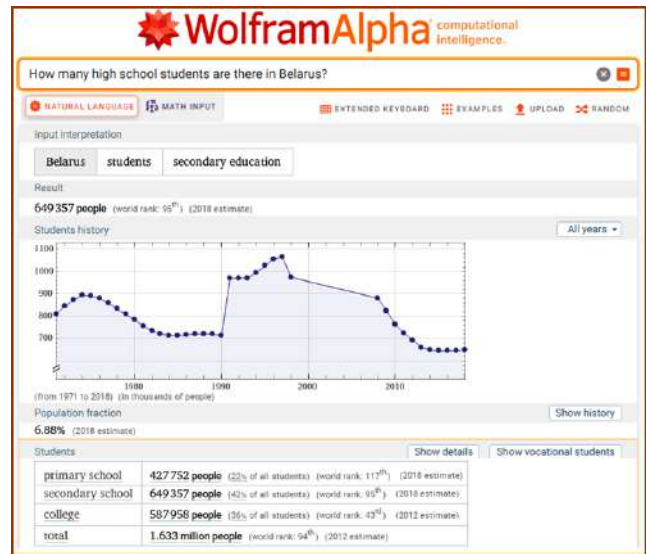 WolframAlpha computational intelligence.
How many high school students are there in Belarus?
NATURAL LANGUAGE MATH INPUT EXTENDED KEYBOARD EXAMPLES UPLOAD RANDOM
Input interpretation
Belarus students secondary education
Result
649357 people (world rank: 95th) (2018 estimate)
Students history All years
1100
1000
900
800
700
1980 1990 2000 2010
(from 1971 to 2018) (in thousands of people)
Population fraction Show history
6.88% (2018 estimate)
Students Show details Show vocational students
primary school 427752 people (22% of all students) (world rank: 117th) (2018 estimate)
secondary school 649357 people (42% of all students) (world rank: 95th) (2018 estimate)
college 587958 people (36% of all students) (world rank: 43rd) (2012 estimate)
total 1.633 million people (world rank: 94th) (2012 estimate)